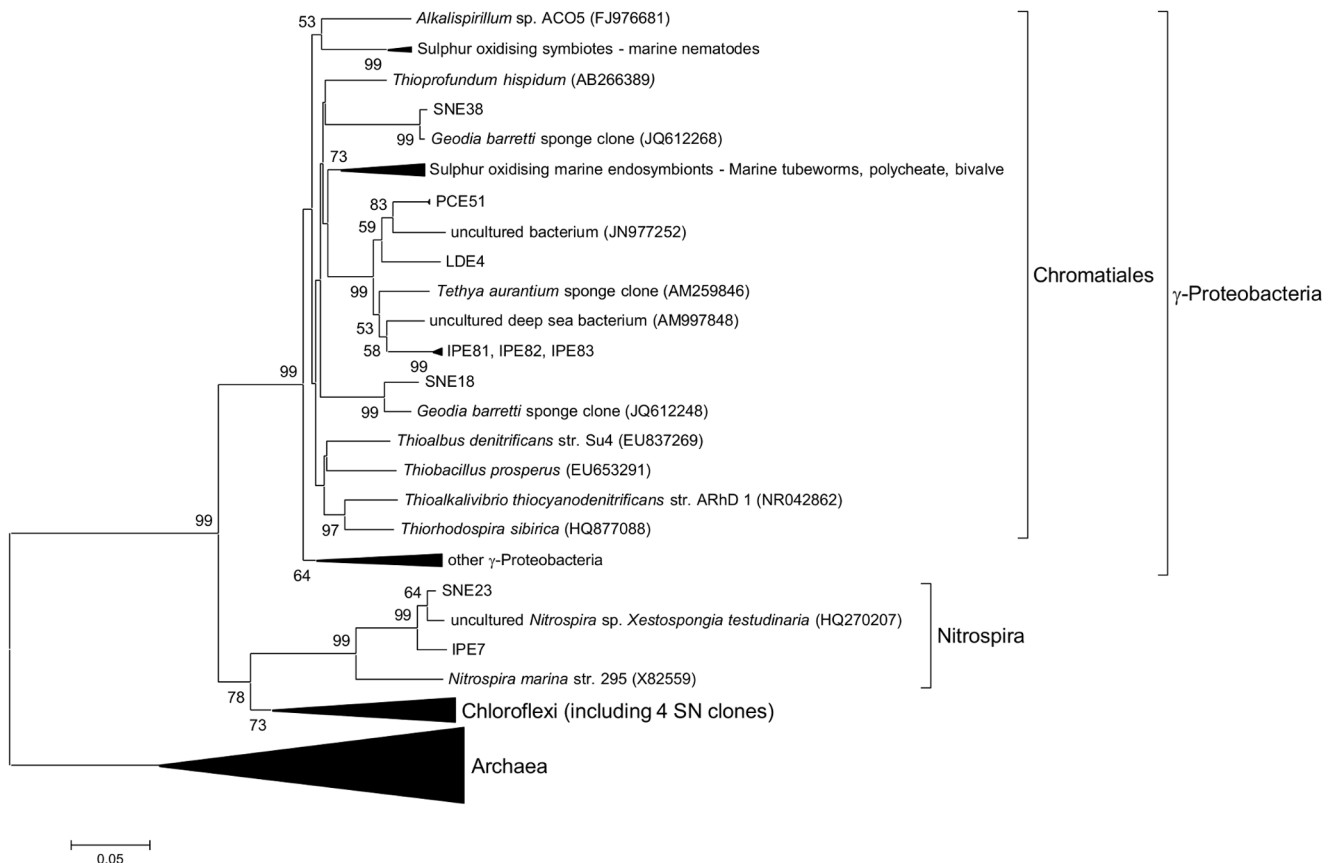 53
Alkalispirillum sp. ACO5 (FJ976681)
Sulphur oxidising symbiotes - marine nematodes
99
Thioprofundum hispidum (AB266389)
SNE38
99
Geodia barretti sponge clone (JQ612268)
73
Sulphur oxidising marine endosymbionts - Marine tubeworms, polycheate, bivalve
83
PCE51
59
uncultured bacterium (JN977252)
LDE4
Chromatiales
99
Tethya aurantium sponge clone (AM259846)
γ-Proteobacteria
53
uncultured deep sea bacterium (AM997848)
58
IPE81, IPE82, IPE83
99
99
SNE18
99
Geodia barretti sponge clone (JQ612248)
Thioalbus denitrificans str. Su4 (EU837269)
Thiobacillus prosperus (EU653291)
Thioalkalivibrio thiocyanodenitrificans str. ARhD 1 (NR042862)
99
97
Thiorhodospira sibirica (HQ877088)
other γ-Proteobacteria
64
64
SNE23
99
uncultured Nitrospira sp. Xestospongia testudinaria (HQ270207)
99
IPE7
Nitrospira
Nitrospira marina str. 295 (X82559)
78
Chloroflexi (including 4 SN clones)
73
Archaea
0.05